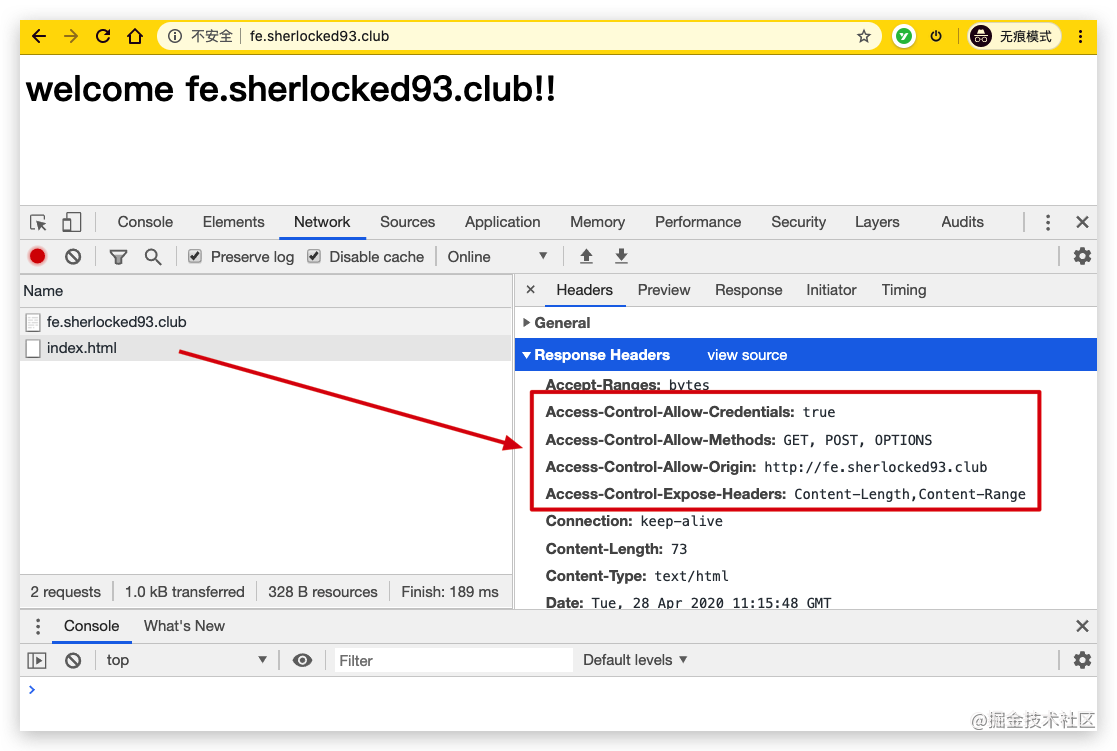 不安全 fe.sherlocked93.club 无痕模式
welcome fe.sherlocked93.club!!
Console Elements Network Sources Application Memory Performance Security Layers Audits
Preserve log Disable cache Online
Name
fe.sherlocked93.club
index.html
Headers Preview Response Initiator Timing
General
Response Headers view source
Accept-Ranges: bytes
Access-Control-Allow-Credentials: true
Access-Control-Allow-Methods: GET, POST, OPTIONS
Access-Control-Allow-Origin: http://fe.sherlocked93.club
Access-Control-Expose-Headers: Content-Length,Content-Range
Connection: keep-alive
Content-Length: 73
Content-Type: text/html
Date: Tue, 28 Apr 2020 11:15:48 GMT
2 requests 1.0 kB transferred 328 B resources Finish: 189 ms
Console What's New
top Filter Default levels
@掘金技术社区